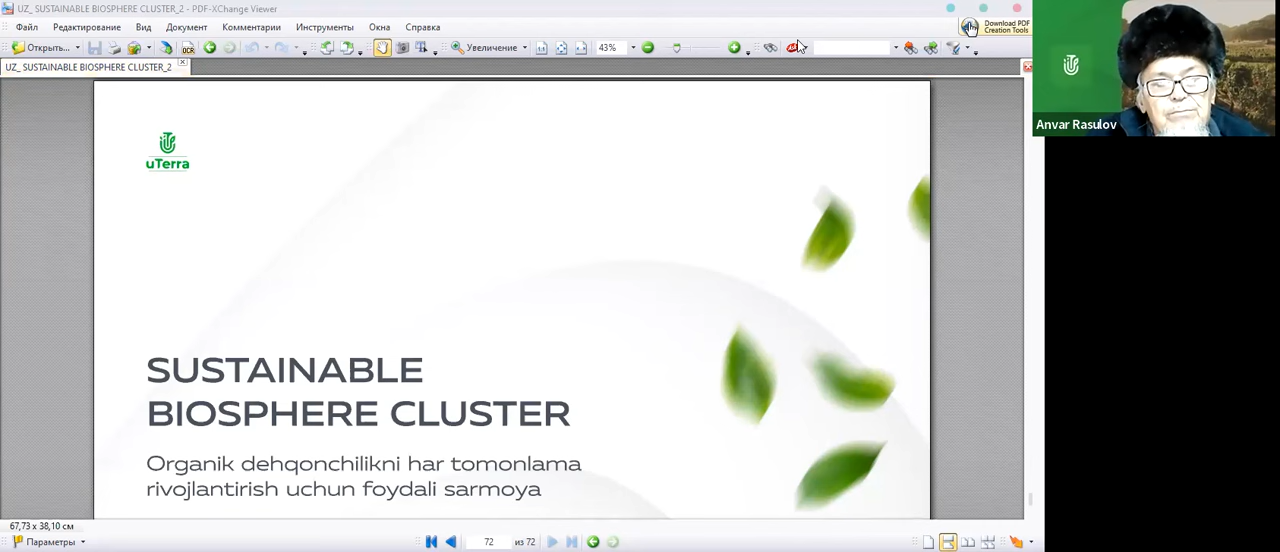 UZ_ SUSTAINABLE BIOSPHERE CLUSTER_2 - PDF-XChange Viewer
Файл Редактирование Вид Документ Комментарии Инструменты Окна Справка
Download PDF
Creation Tools
Открыть... OCR Увеличение 43%
UZ_ SUSTAINABLE BIOSPHERE CLUSTER_2
Anvar Rasulov
uTerra
SUSTAINABLE
BIOSPHERE CLUSTER
Organik dehqonchilikni har tomonlama
rivojlantirish uchun foydali sarmoya
67,73 x 38,10 см
Параметры 72 из 72